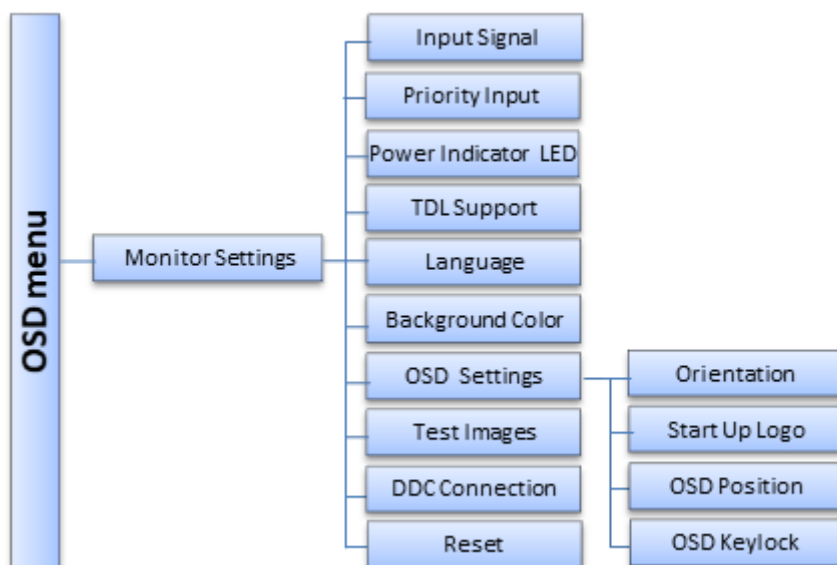 OSD menu
Monitor Settings
Input Signal
Priority Input
Power Indicator LED
TDL Support
Language
Background Color
OSD Settings
Test Images
DDC Connection
Reset
Orientation
Start Up Logo
OSD Position
OSD Keylock